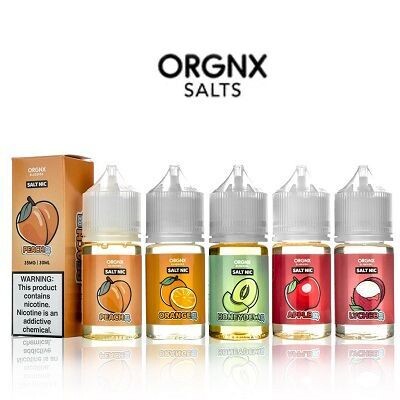 ORGNX
SALTS
ORGNX
SALT NIC
PEACH
35MG | 30ML
WARNING:
This product
contains nicotine.
Nicotine is an
addictive
chemical.
ORGNX
SALT NIC
PEACH
ORGNX
SALT NIC
ORANGE
ORGNX
SALT NIC
HONEYDEW
ORGNX
SALT NIC
APPLE
ORGNX
SALT NIC
LYCHEE